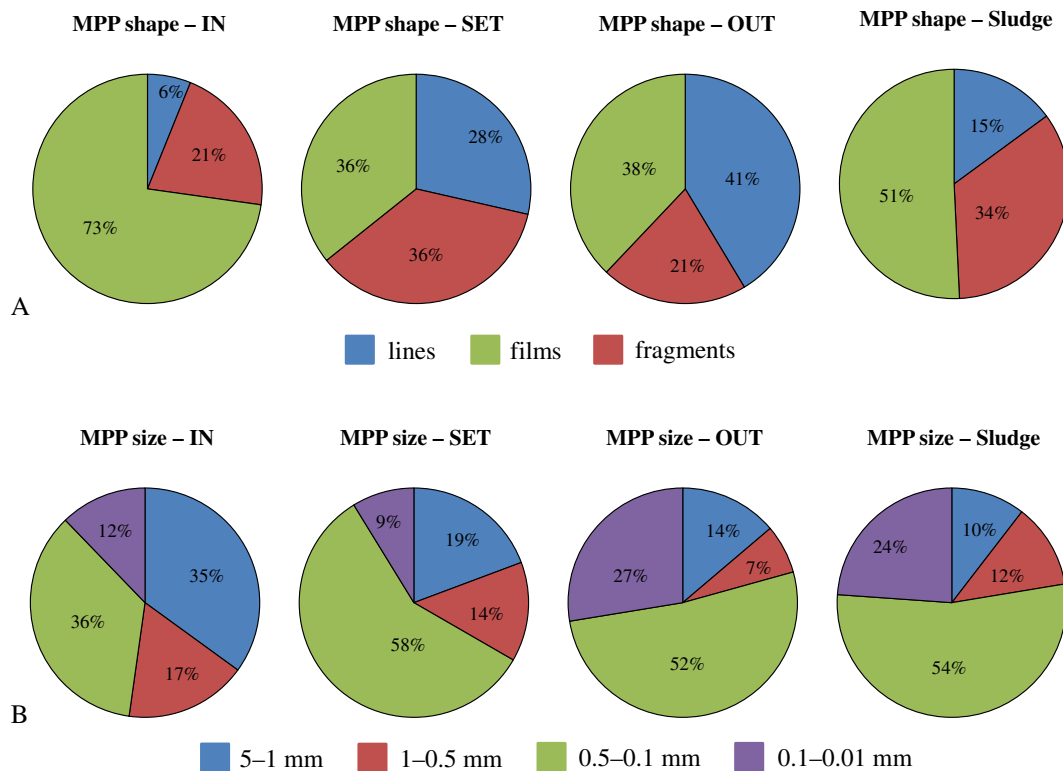 MPP shape – IN
MPP shape – SET
MPP shape – OUT
MPP shape – Sludge
6%
21%
73%
28%
36%
36%
41%
21%
38%
15%
34%
51%
A
lines
films
fragments
MPP size – IN
MPP size – SET
MPP size – OUT
MPP size – Sludge
12%
35%
36%
17%
9%
19%
14%
58%
14%
7%
27%
52%
10%
12%
24%
54%
B
5–1 mm
1–0.5 mm
0.5–0.1 mm
0.1–0.01 mm